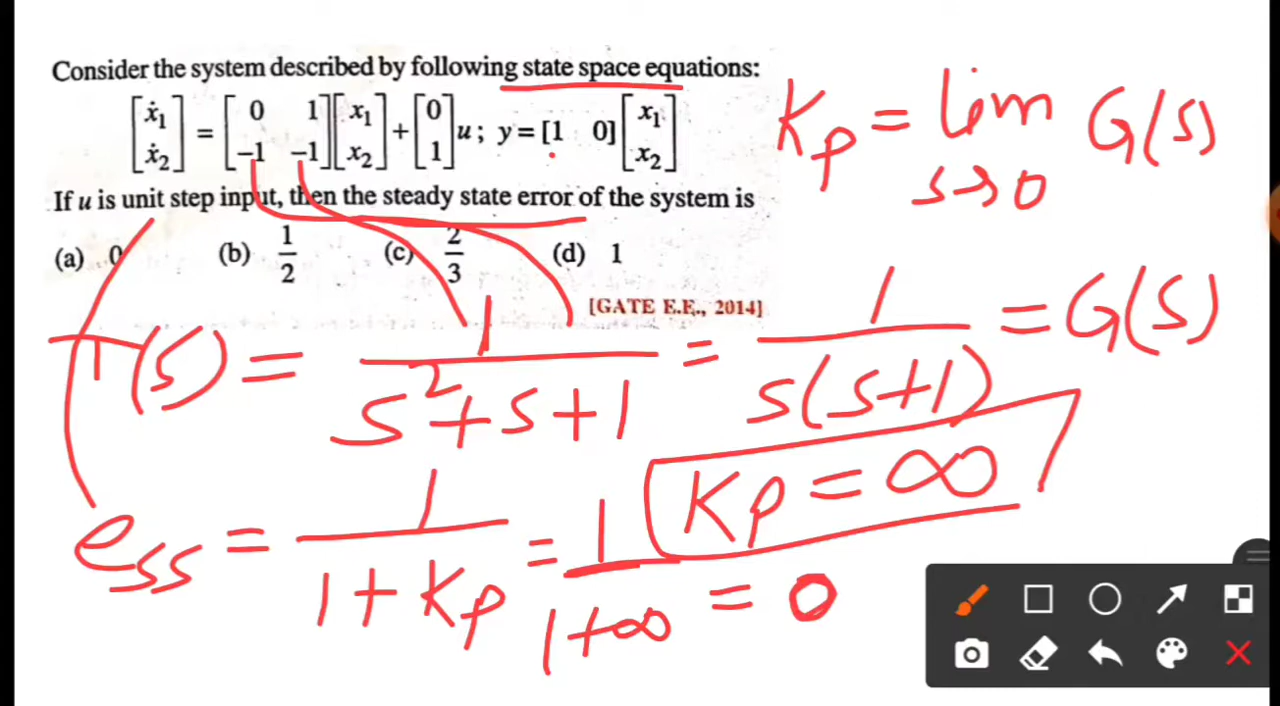 Consider the system described by following state space equations:
[ẋ₁ ẋ₂] = [0 1 −1 −1][x₁ x₂] + [0 1]u; y = [1 0][x₁ x₂]
If u is unit step input, then the steady state error of the system is
(a) 0 (b) 1/2 (c) 2/3 (d) 1
[GATE E.E., 2014]
Kp = lim G(s)
s→0
T(s) = 1/(s²+s+1) = 1/(s(s+1)) = G(s)
Kp = ∞
ess = 1/(1+Kp) = 1/(1+∞) = 0